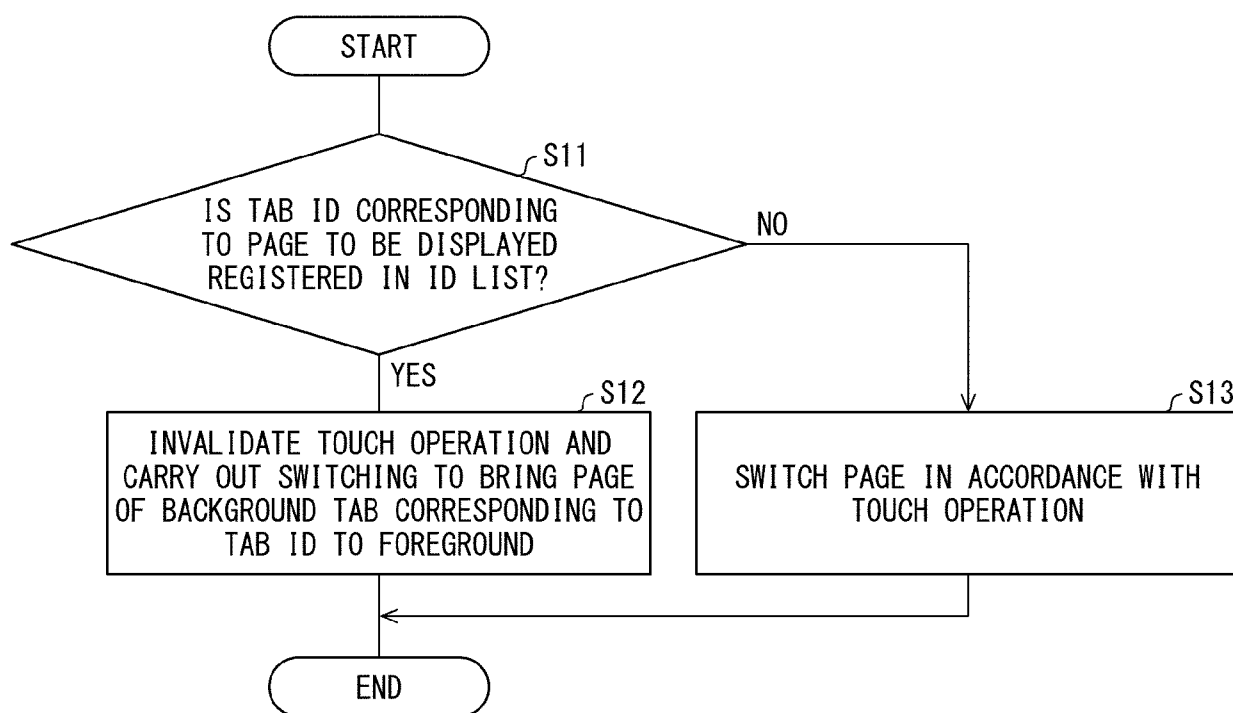 START
S11
IS TAB ID CORRESPONDING
TO PAGE TO BE DISPLAYED
REGISTERED IN ID LIST?
NO
YES
S12
INVALIDATE TOUCH OPERATION AND
CARRY OUT SWITCHING TO BRING PAGE
OF BACKGROUND TAB CORRESPONDING TO
TAB ID TO FOREGROUND
S13
SWITCH PAGE IN ACCORDANCE WITH
TOUCH OPERATION
END